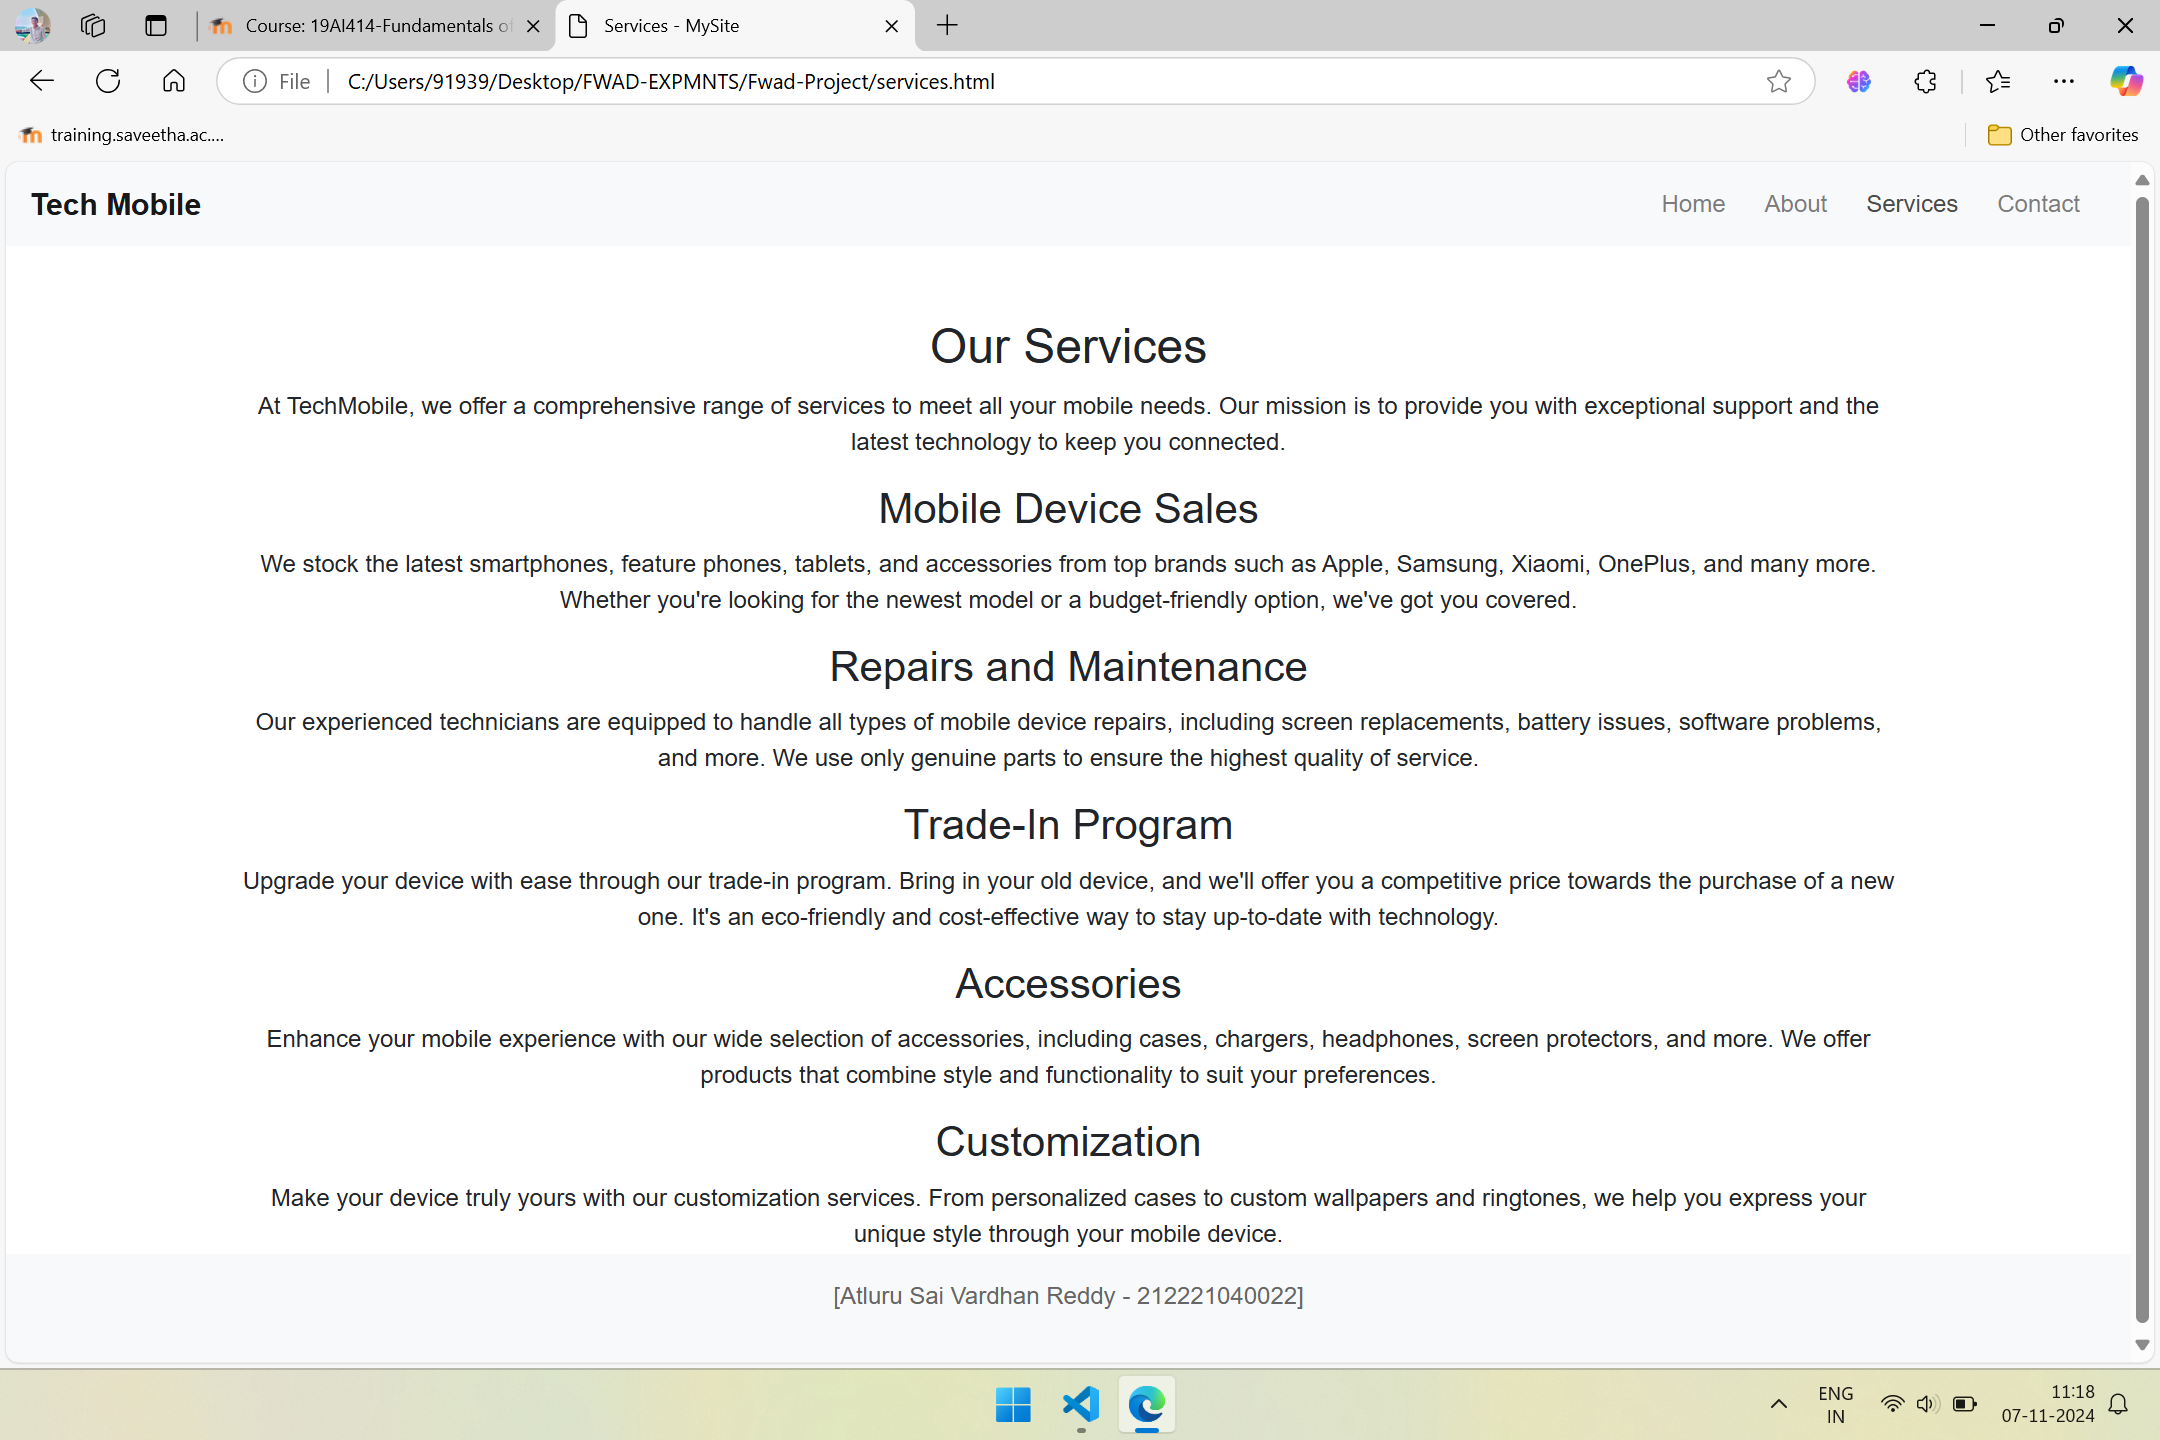 Course: 19AI414-Fundamentals of
Services - MySite
File
C:/Users/91939/Desktop/FWAD-EXPMNTS/Fwad-Project/services.html
training.saveetha.ac....
Other favorites
Tech Mobile
Home About Services Contact
Our Services
At TechMobile, we offer a comprehensive range of services to meet all your mobile needs. Our mission is to provide you with exceptional support and the
latest technology to keep you connected.
Mobile Device Sales
We stock the latest smartphones, feature phones, tablets, and accessories from top brands such as Apple, Samsung, Xiaomi, OnePlus, and many more.
Whether you're looking for the newest model or a budget-friendly option, we've got you covered.
Repairs and Maintenance
Our experienced technicians are equipped to handle all types of mobile device repairs, including screen replacements, battery issues, software problems,
and more. We use only genuine parts to ensure the highest quality of service.
Trade-In Program
Upgrade your device with ease through our trade-in program. Bring in your old device, and we'll offer you a competitive price towards the purchase of a new
one. It's an eco-friendly and cost-effective way to stay up-to-date with technology.
Accessories
Enhance your mobile experience with our wide selection of accessories, including cases, chargers, headphones, screen protectors, and more. We offer
products that combine style and functionality to suit your preferences.
Customization
Make your device truly yours with our customization services. From personalized cases to custom wallpapers and ringtones, we help you express your
unique style through your mobile device.
[Atluru Sai Vardhan Reddy - 212221040022]
ENG
IN
11:18
07-11-2024